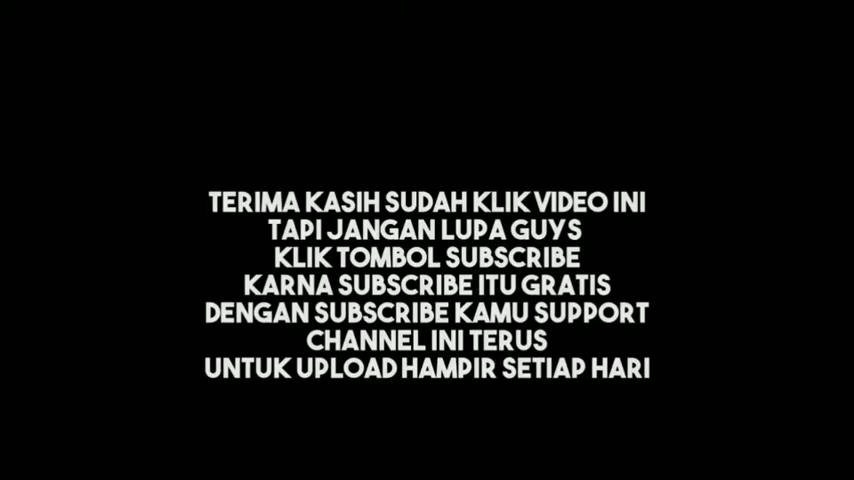 TERIMA KASIH SUDAH KLIK VIDEO INI
TAPI JANGAN LUPA GUYS
KLIK TOMBOL SUBSCRIBE
KARNA SUBSCRIBE ITU GRATIS
DENGAN SUBSCRIBE KAMU SUPPORT
CHANNEL INI TERUS
UNTUK UPLOAD HAMPIR SETIAP HARI